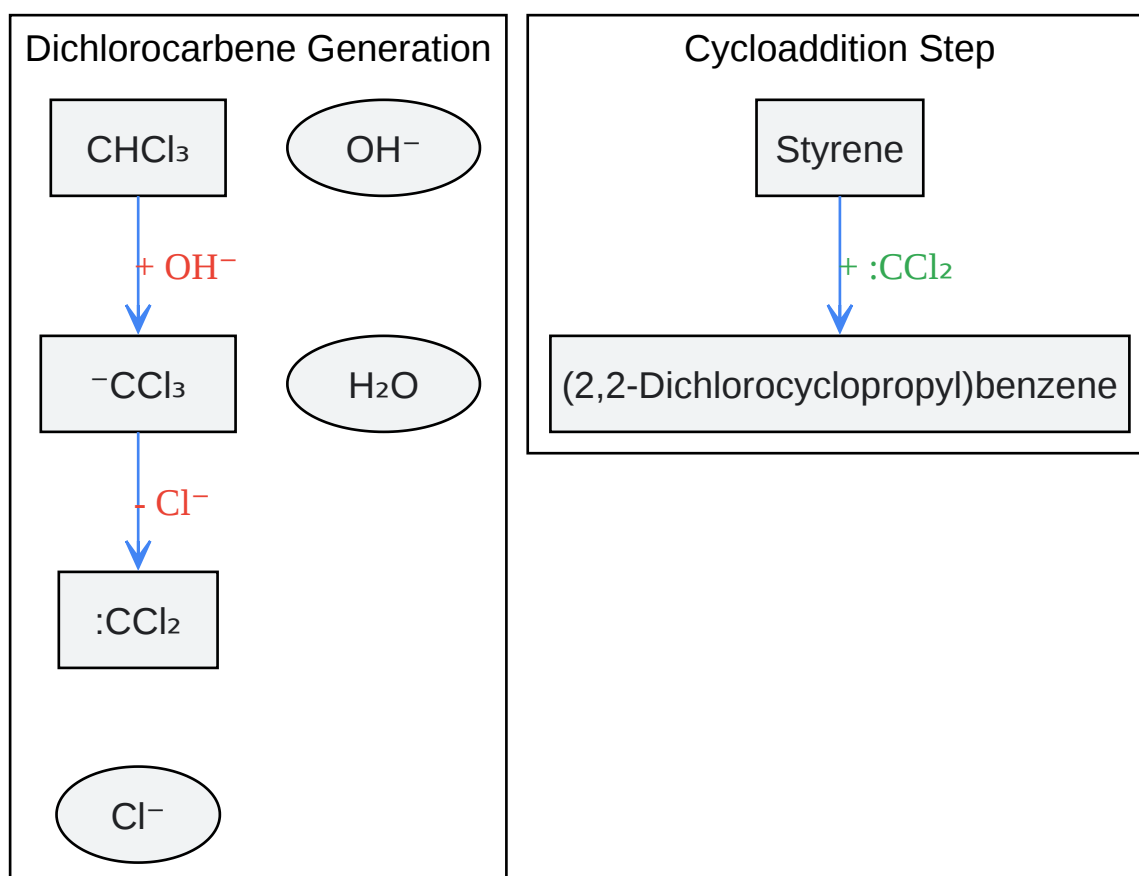 Dichlorocarbene Generation
CHCl₃
OH⁻
+ OH⁻
⁻CCl₃
H₂O
- Cl⁻
:CCl₂
Cl⁻
Cycloaddition Step
Styrene
+ :CCl₂
(2,2-Dichlorocyclopropyl)benzene